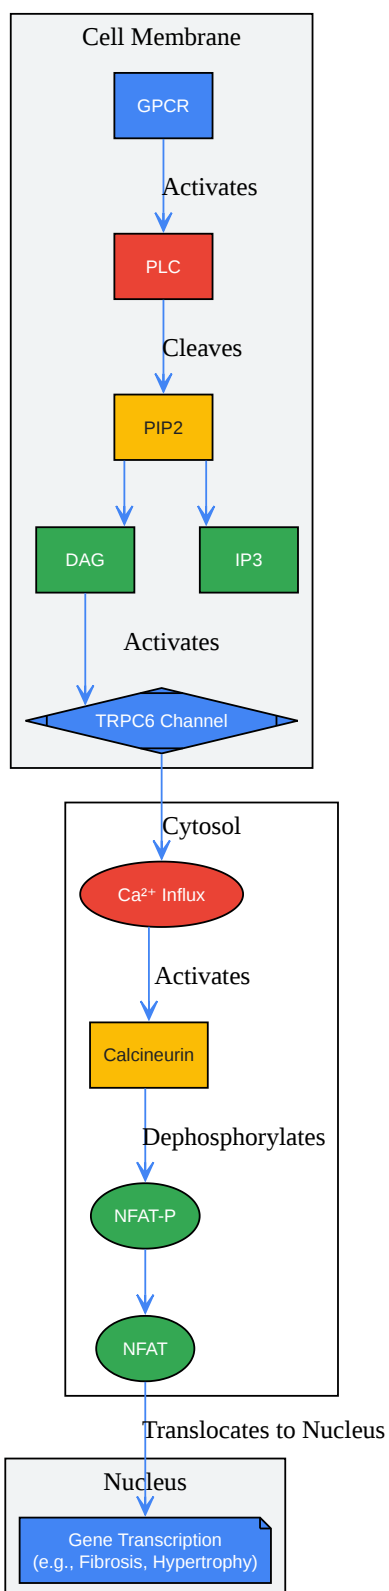 Cell Membrane
GPCR
Activates
PLC
Cleaves
PIP2
DAG
IP3
Activates
TRPC6 Channel
Cytosol
Ca²⁺ Influx
Activates
Calcineurin
Dephosphorylates
NFAT-P
NFAT
Translocates to Nucleus
Nucleus
Gene Transcription
(e.g., Fibrosis, Hypertrophy)